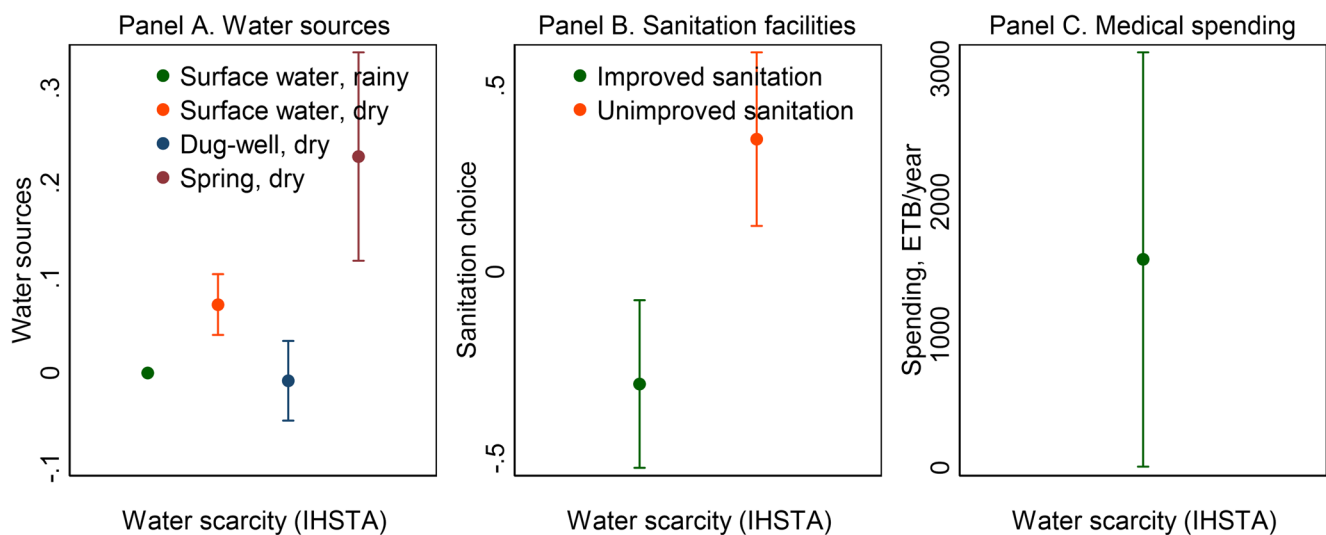 Panel A. Water sources
Surface water, rainy
Surface water, dry
Dug-well, dry
Spring, dry
Water sources
.3
.2
.1
0
-.1
Water scarcity (IHSTA)
Panel B. Sanitation facilities
Improved sanitation
Unimproved sanitation
Sanitation choice
.5
0
-.5
Water scarcity (IHSTA)
Panel C. Medical spending
Spending, ETB/year
3000
2000
1000
0
Water scarcity (IHSTA)